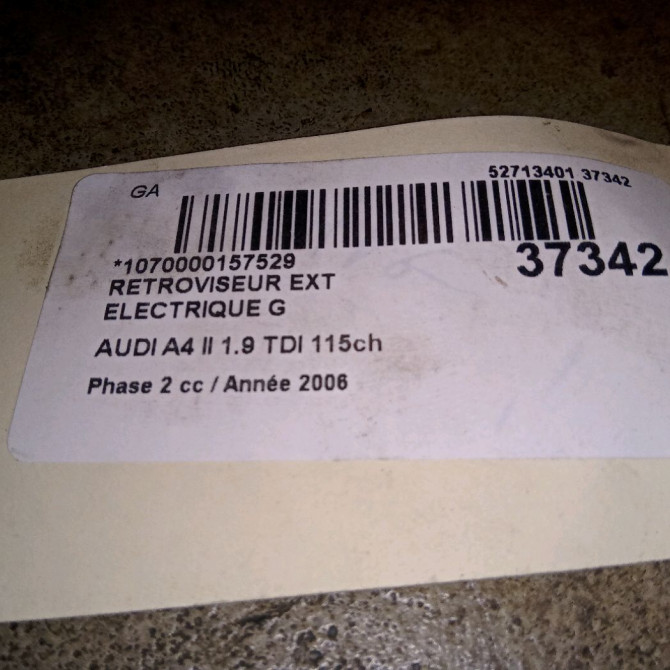 GA
52713401 37342
*1070000157529
37342
RETROVISEUR EXT
ELECTRIQUE G
AUDI A4 II 1.9 TDI 115ch
Phase 2 cc / Année 2006